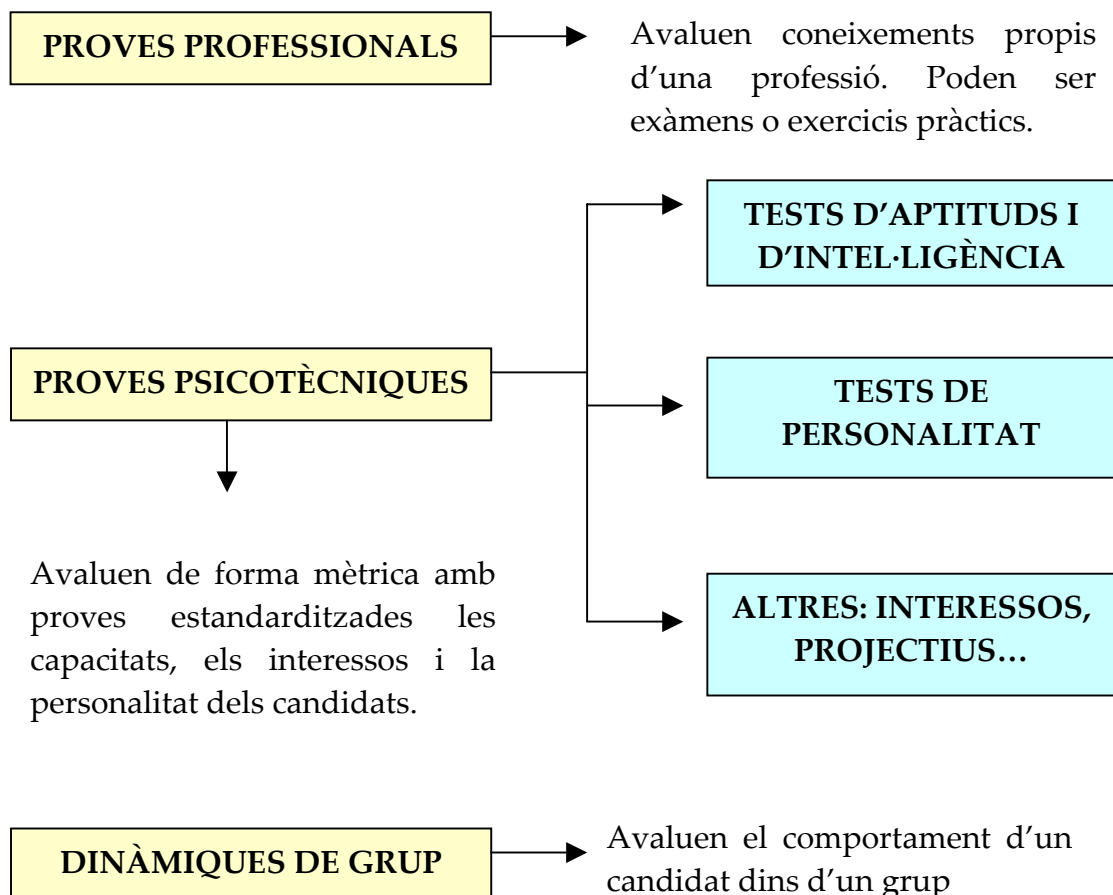 PROVES PROFESSIONALS
Avaluen coneixements propis
d’una professió. Poden ser
exàmens o exercicis pràctics.
TESTS D’APTITUDS I
D’INTEL·LIGÈNCIA
PROVES PSICOTÈCNIQUES
TESTS DE
PERSONALITAT
Avaluen de forma mètrica amb
proves estandarditzades les
capacitats, els interessos i la
personalitat dels candidats.
ALTRES: INTERESSOS,
PROJECTIUS…
DINÀMIQUES DE GRUP
Avaluen el comportament d’un
candidat dins d’un grup